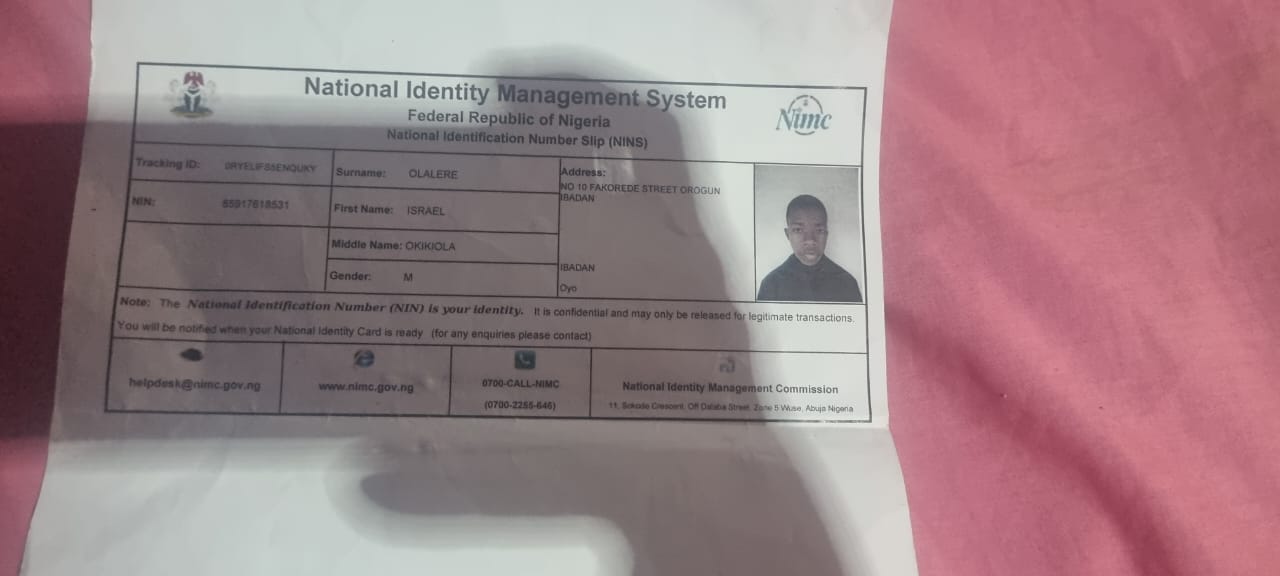 National Identity Management System
Federal Republic of Nigeria
National Identification Number Slip (NINS)
Nimc
Tracking ID:
Surname: OLALERE
Address:
NO 10 FAKOREDE STREET OROGUN
IBADAN
NIN: 65917618531
First Name: ISRAEL
Middle Name: OKIKIOLA
IBADAN
Gender: M
Oyo
Note: The National Identification Number (NIN) is your identity. It is confidential and may only be released for legitimate transactions.
You will be notified when your National Identity Card is ready (for any enquiries please contact)
helpdesk@nimc.gov.ng
www.nimc.gov.ng
0700-CALL-NIMC
(0700-2255-646)
National Identity Management Commission
11, Sokode Crescent, Off Dalaba Street, Zone 5 Wuse, Abuja Nigeria